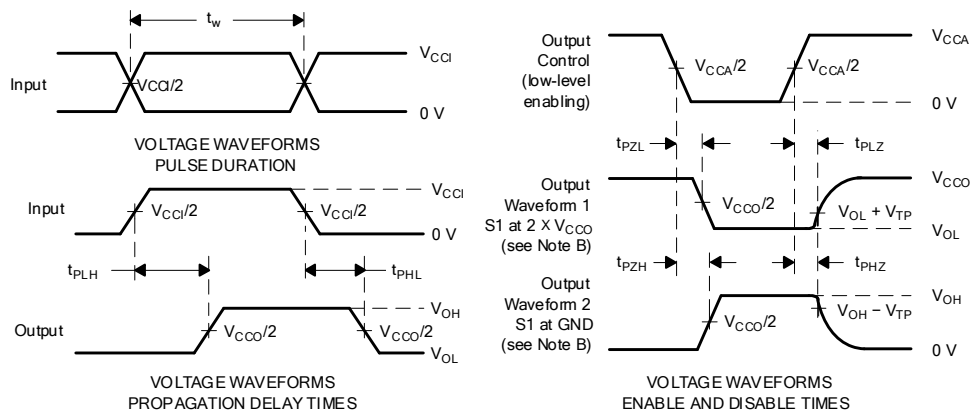 t_w
V_CCI
Input
V_CCI/2
0 V
VOLTAGE WAVEFORMS
PULSE DURATION
V_CCI
Input
V_CCI/2
V_CCI/2
0 V
t_PLH
t_PHL
V_OH
Output
V_CCO/2
V_CCO/2
V_OL
VOLTAGE WAVEFORMS
PROPAGATION DELAY TIMES
V_CCA
Output
Control
(low-level
enabling)
V_CCA/2
V_CCA/2
0 V
t_PZL
t_PLZ
V_CCO
Output
Waveform 1
S1 at 2 X V_CCO
(see Note B)
V_CCO/2
V_OL + V_TP
V_OL
t_PZH
t_PHZ
Output
Waveform 2
S1 at GND
(see Note B)
V_OH
V_CCO/2
V_OH − V_TP
0 V
VOLTAGE WAVEFORMS
ENABLE AND DISABLE TIMES